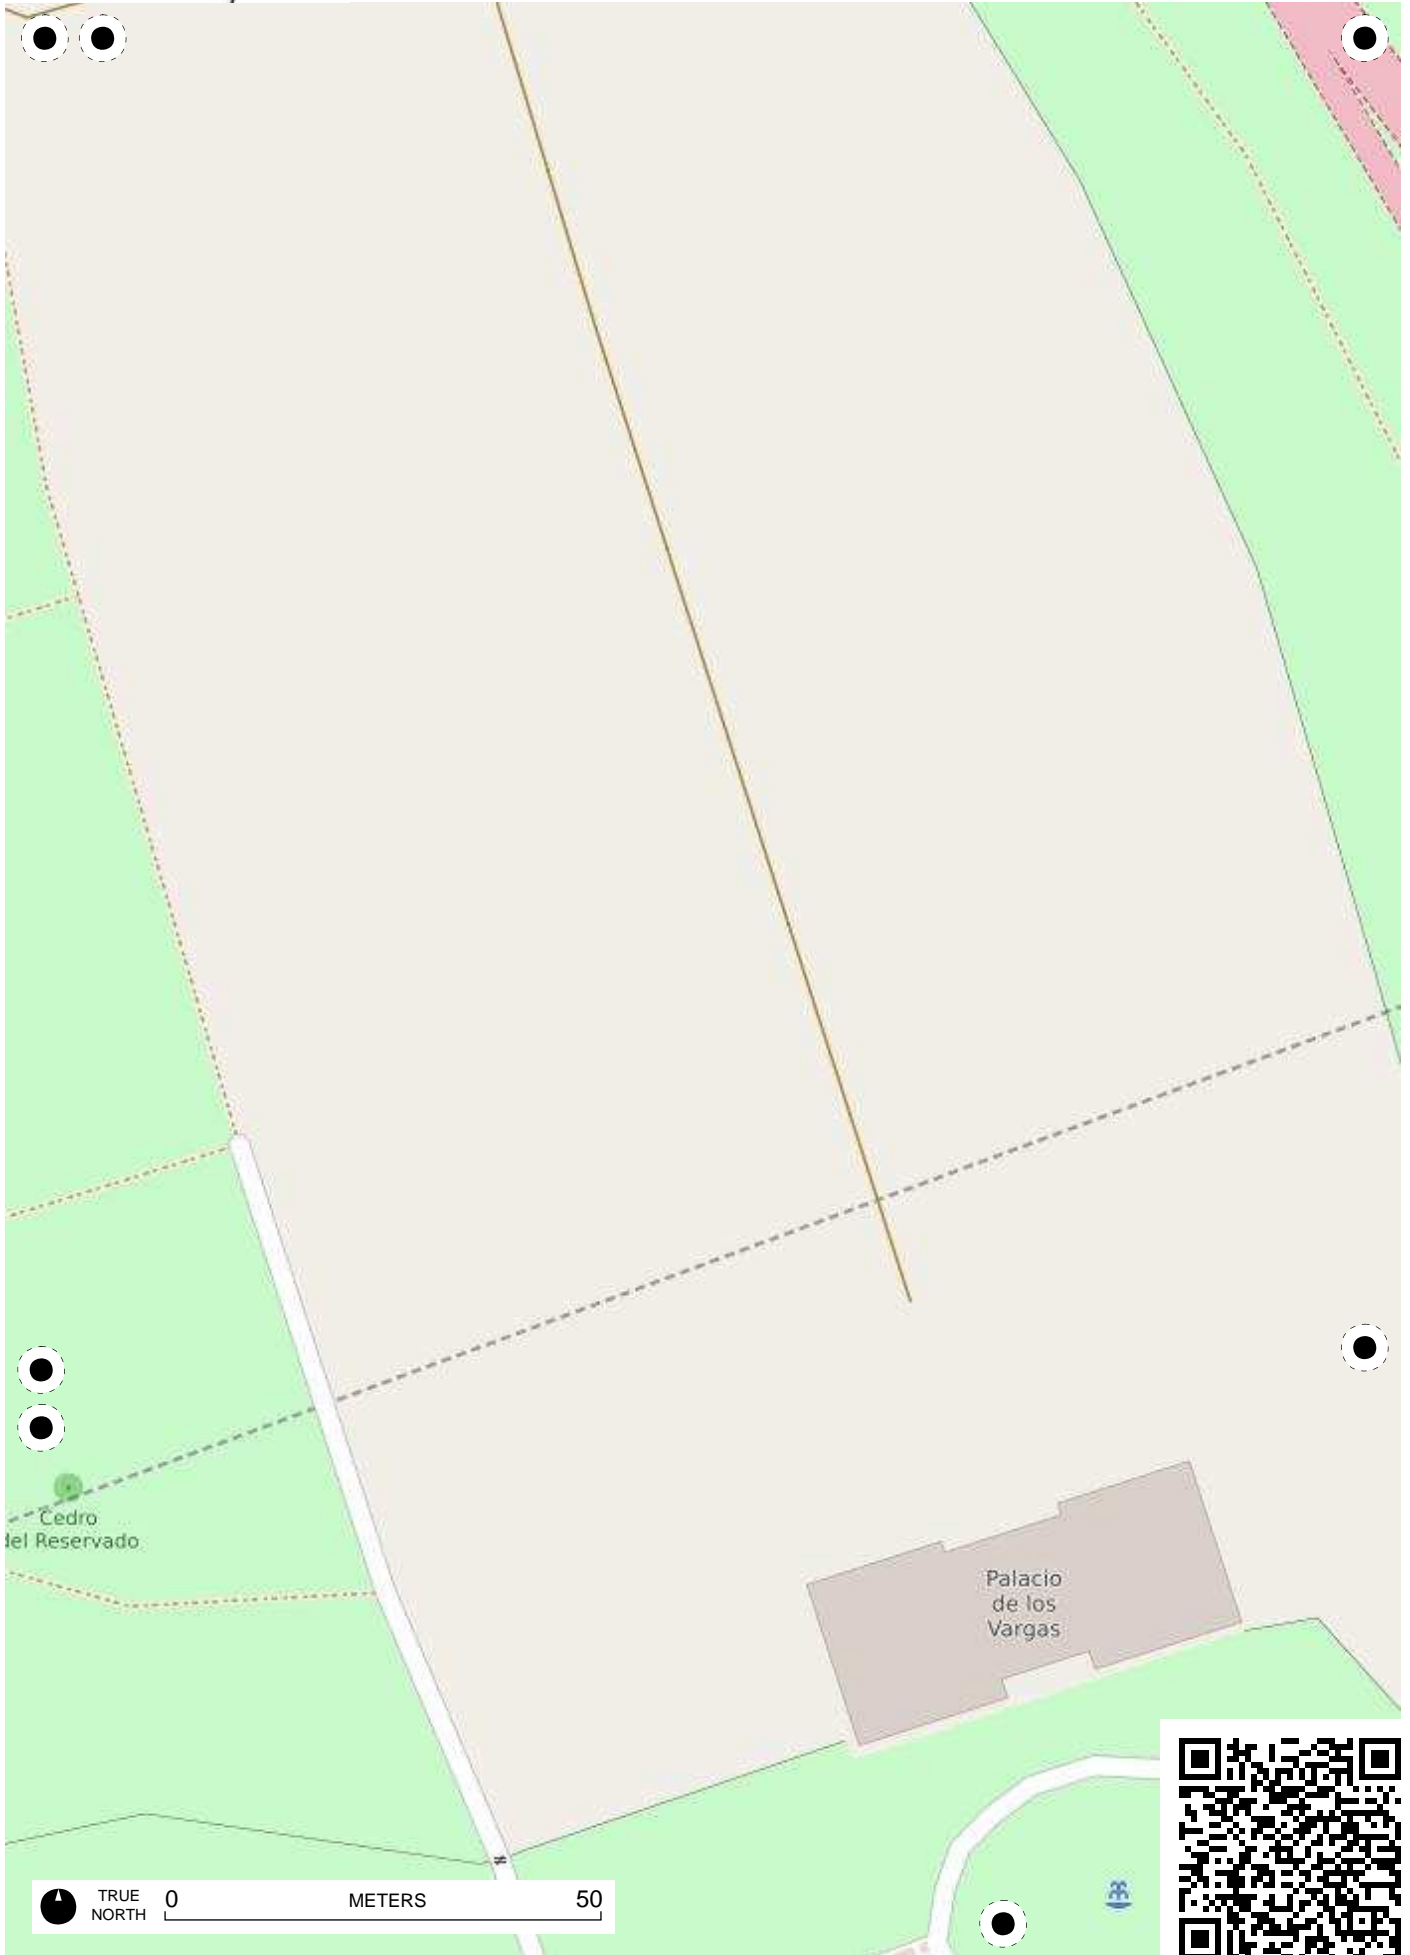 Cedro
del Reservado
Palacio
de los
Vargas
TRUE
NORTH
0 METERS 50